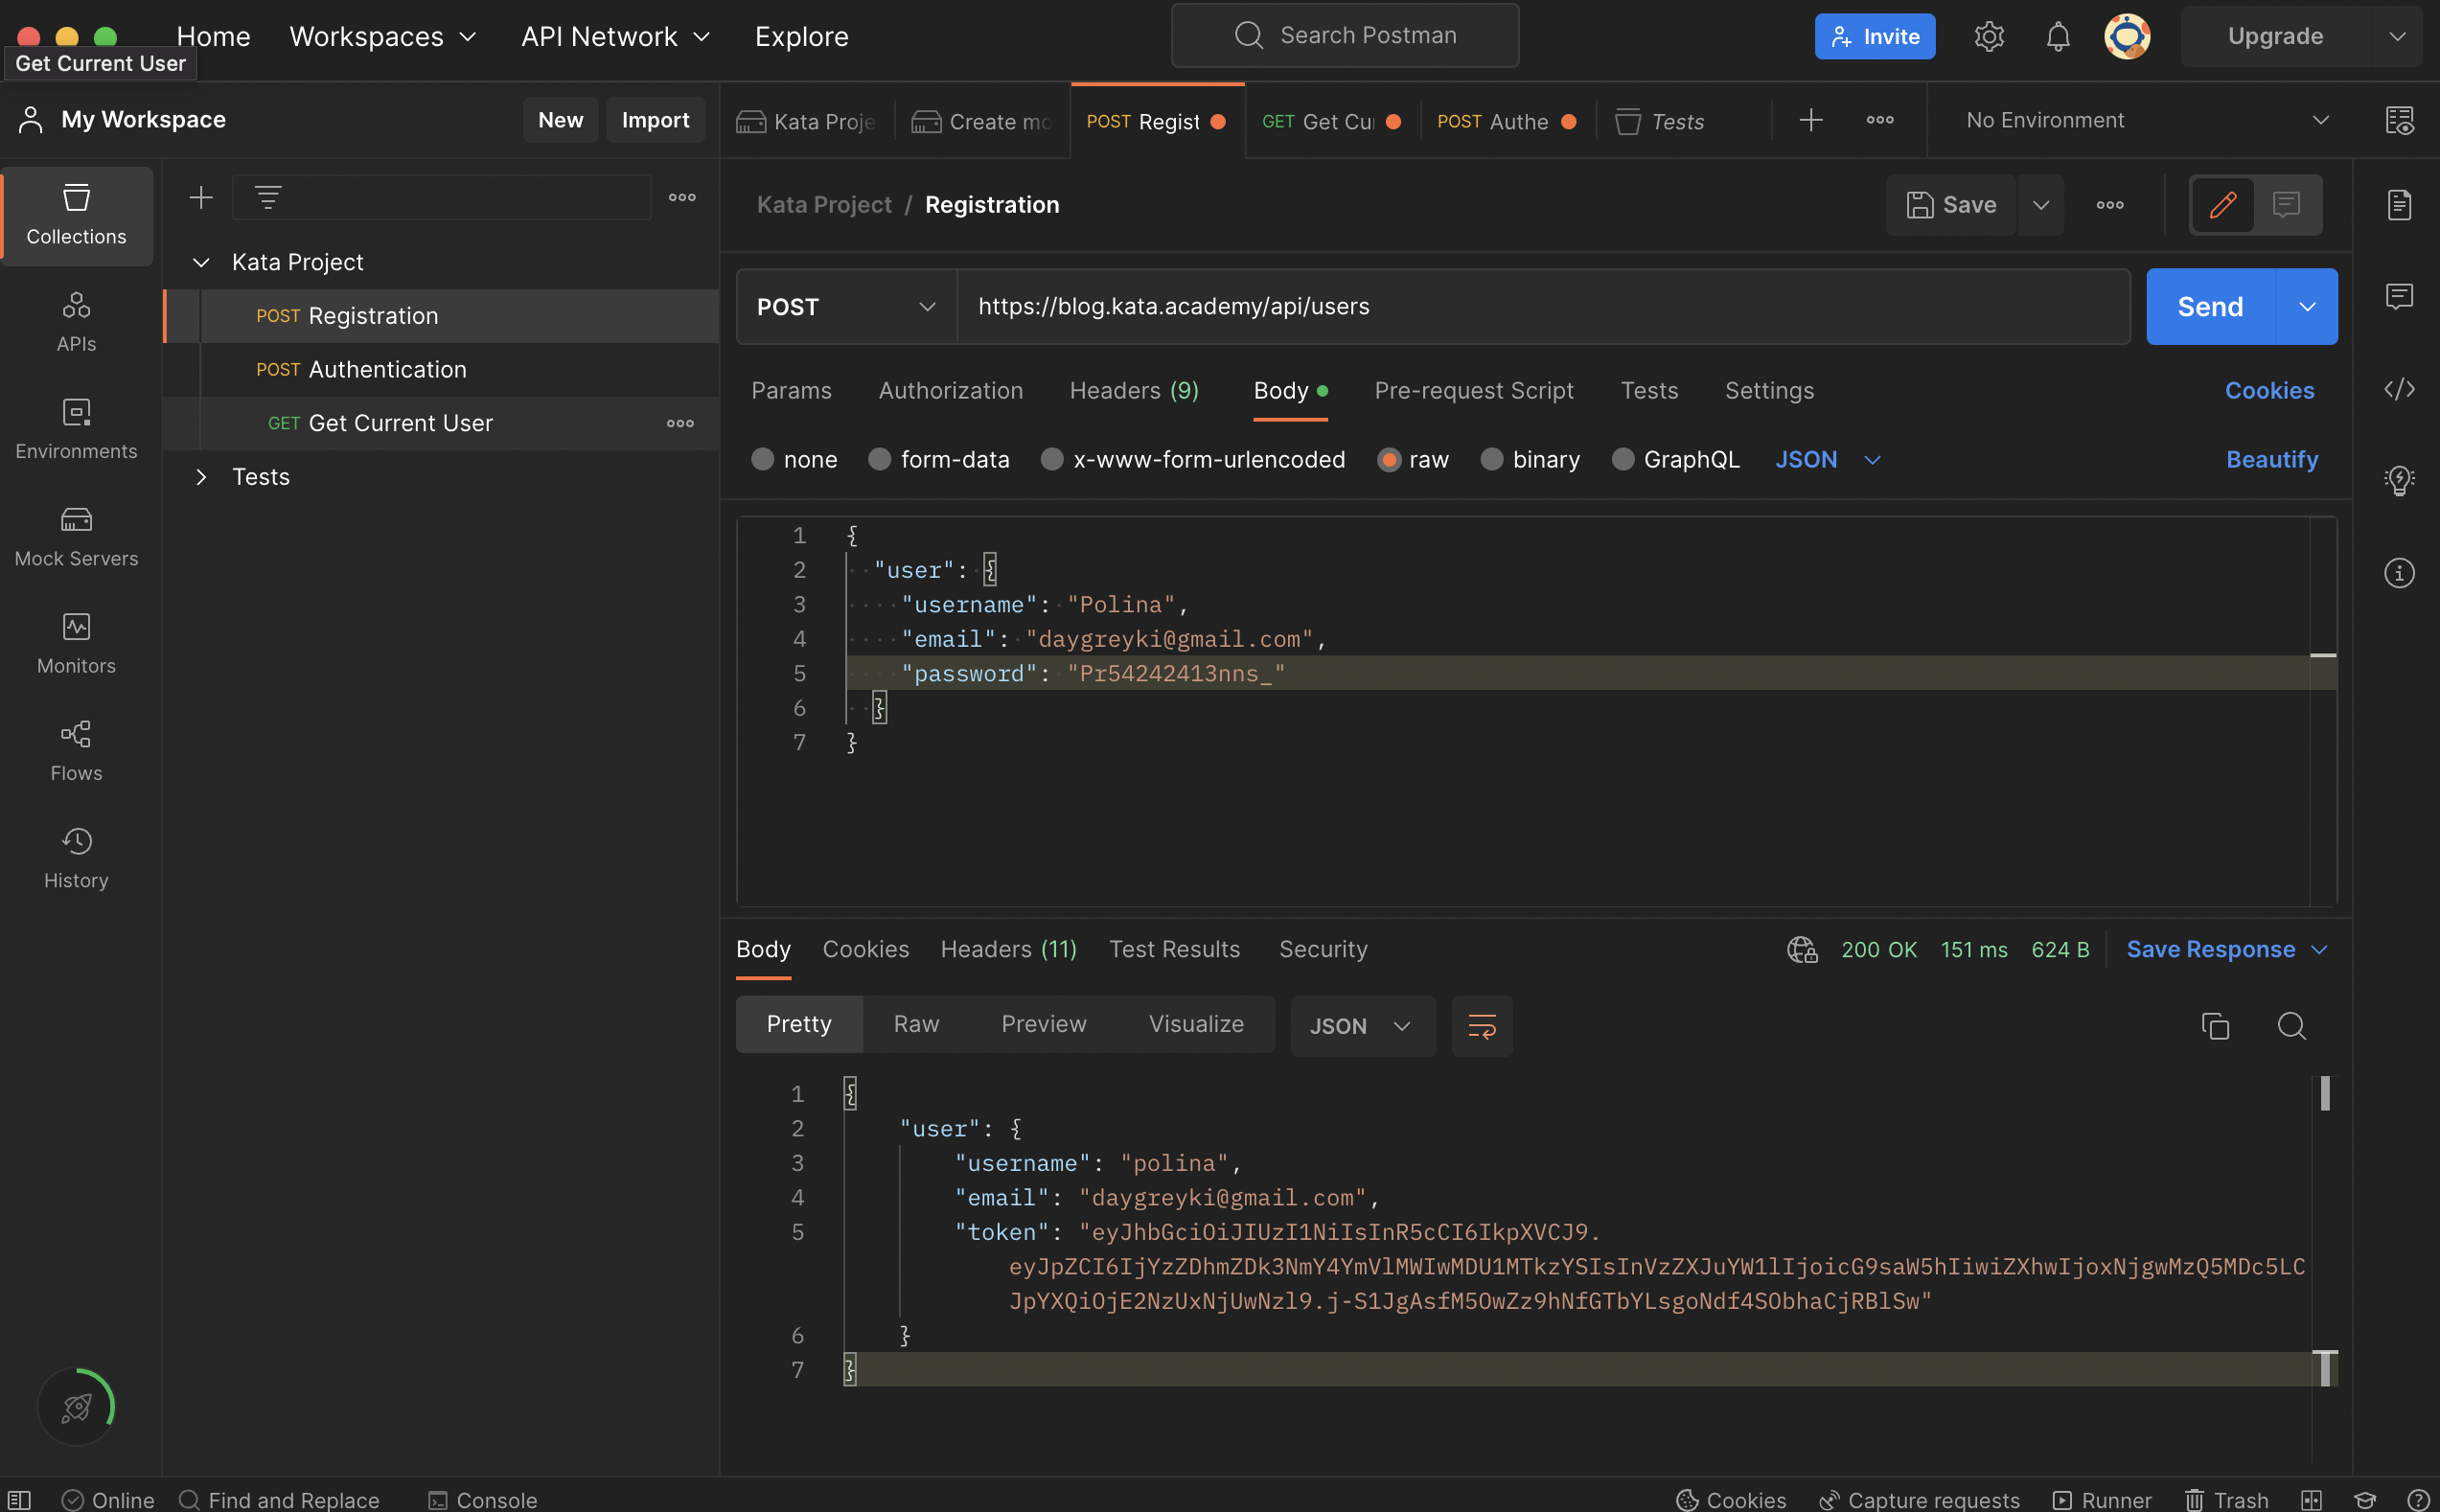 Home Workspaces API Network Explore Search Postman Invite Upgrade
Get Current User
My Workspace New Import
Kata Proje Create mo POST Regist GET Get Cu POST Authe Tests No Environment
Collections
APIs
Environments
Mock Servers
Monitors
Flows
History
Kata Project
POST Registration
POST Authentication
GET Get Current User
Tests
Kata Project / Registration Save
POST https://blog.kata.academy/api/users Send
Params Authorization Headers (9) Body Pre-request Script Tests Settings Cookies
none form-data x-www-form-urlencoded raw binary GraphQL JSON Beautify
1 {
2 "user": {
3 "username": "Polina",
4 "email": "daygreyki@gmail.com",
5 "password": "Pr54242413nns_"
6 }
7 }
Body Cookies Headers (11) Test Results Security 200 OK 151 ms 624 B Save Response
Pretty Raw Preview Visualize JSON
1 {
2 "user": {
3 "username": "polina",
4 "email": "daygreyki@gmail.com",
5 "token": "eyJhbGciOiJIUzI1NiIsInR5cCI6IkpXVCJ9.
eyJpZCI6IjYzZDhmZDk3NmY4YmVlMWIwMDU1MTkzYSIsInVzZXJuYW1lIjoicG9saW5hIiwiZXhwIjoxNjgwMzQ5MDc5LC
JpYXQiOjE2NzUxNjUwNzl9.j-S1JgAsfM5OwZz9hNfGTbYLsgoNdf4SObhaCjRBlSw"
6 }
7 }
Online Find and Replace Console Cookies Capture requests Runner Trash